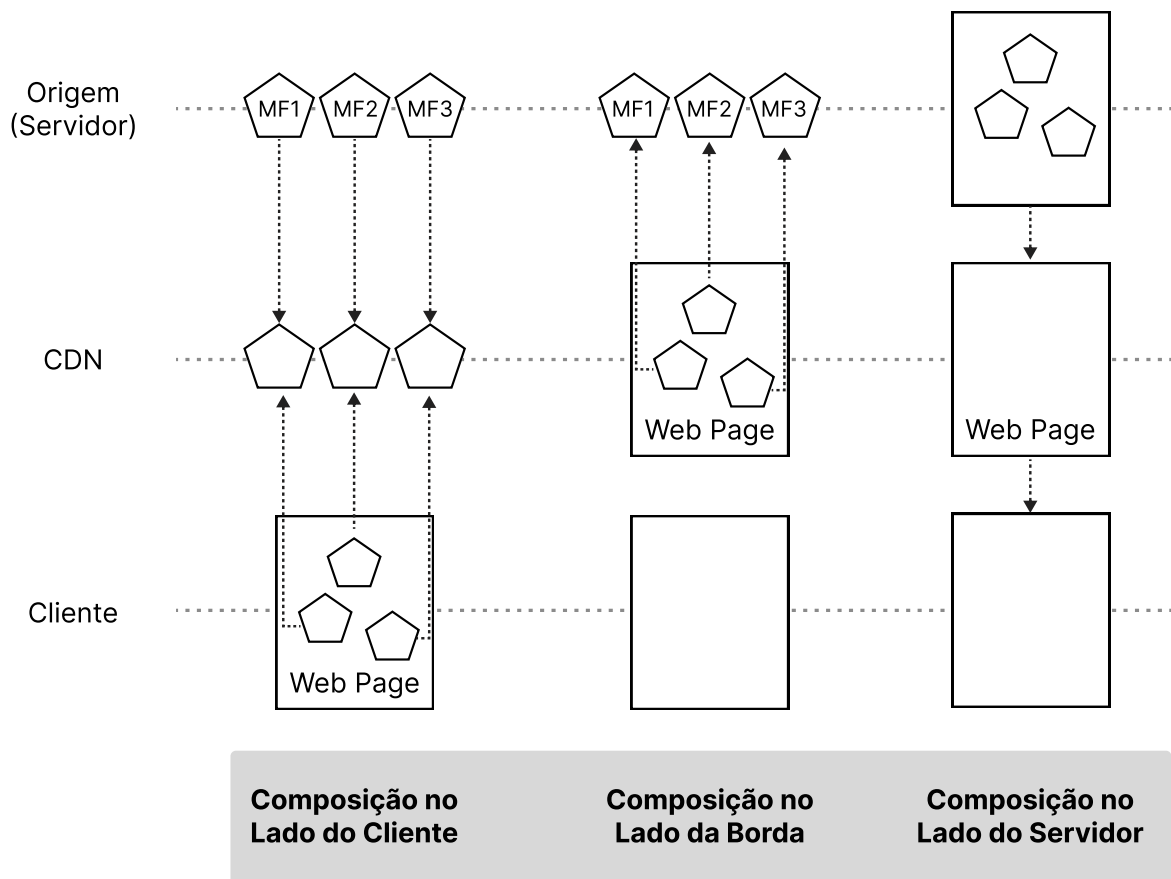 Origem
(Servidor)
MF1
MF2
MF3
MF1
MF2
MF3
CDN
Web Page
Web Page
Cliente
Web Page
Composição no
Lado do Cliente
Composição no
Lado da Borda
Composição no
Lado do Servidor